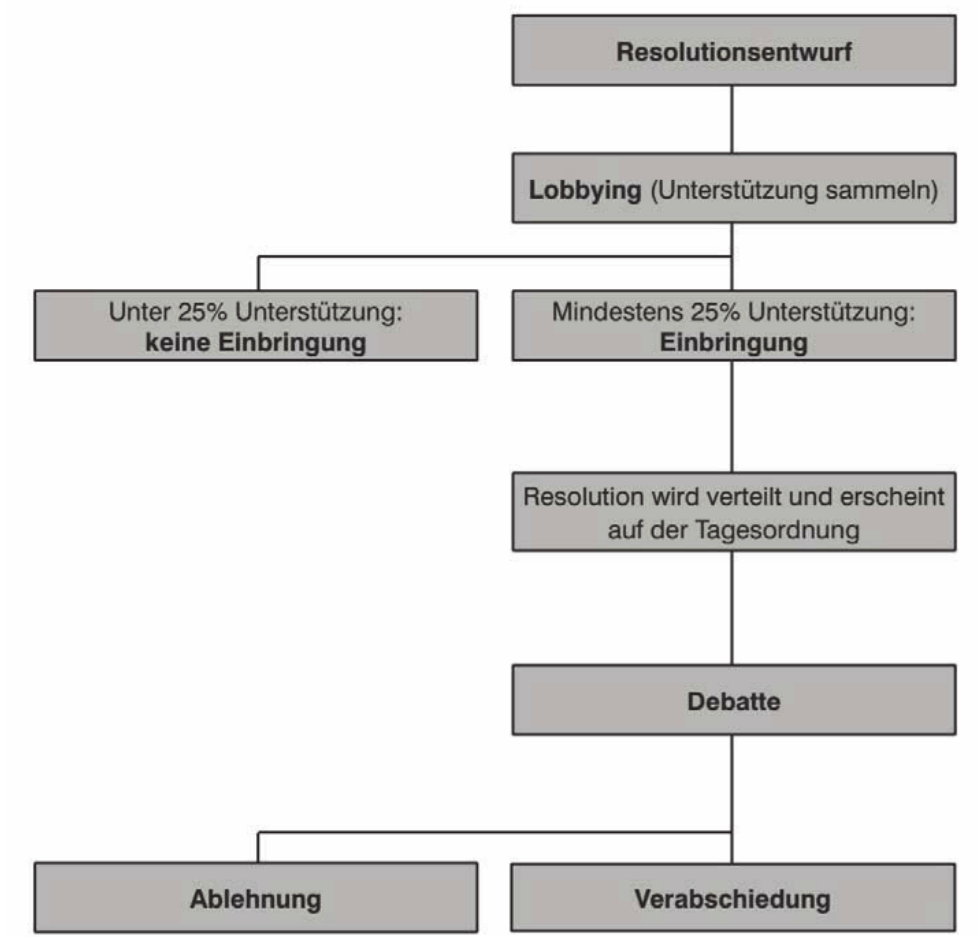 Resolutionsentwurf
Lobbying (Unterstützung sammeln)
Unter 25% Unterstützung:
keine Einbringung
Mindestens 25% Unterstützung:
Einbringung
Resolution wird verteilt und erscheint
auf der Tagesordnung
Debatte
Ablehnung
Verabschiedung